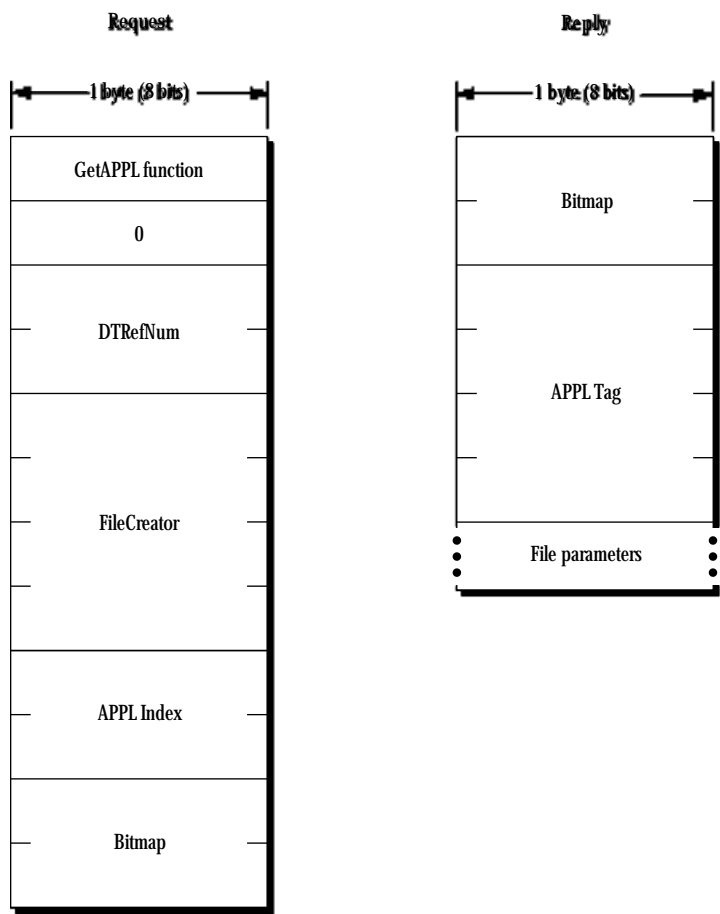 Request
1 byte (8 bits)
GetAPPL function
0
DTRefNum
FileCreator
APPL Index
Bitmap
Reply
1 byte (8 bits)
Bitmap
APPL Tag
File parameters